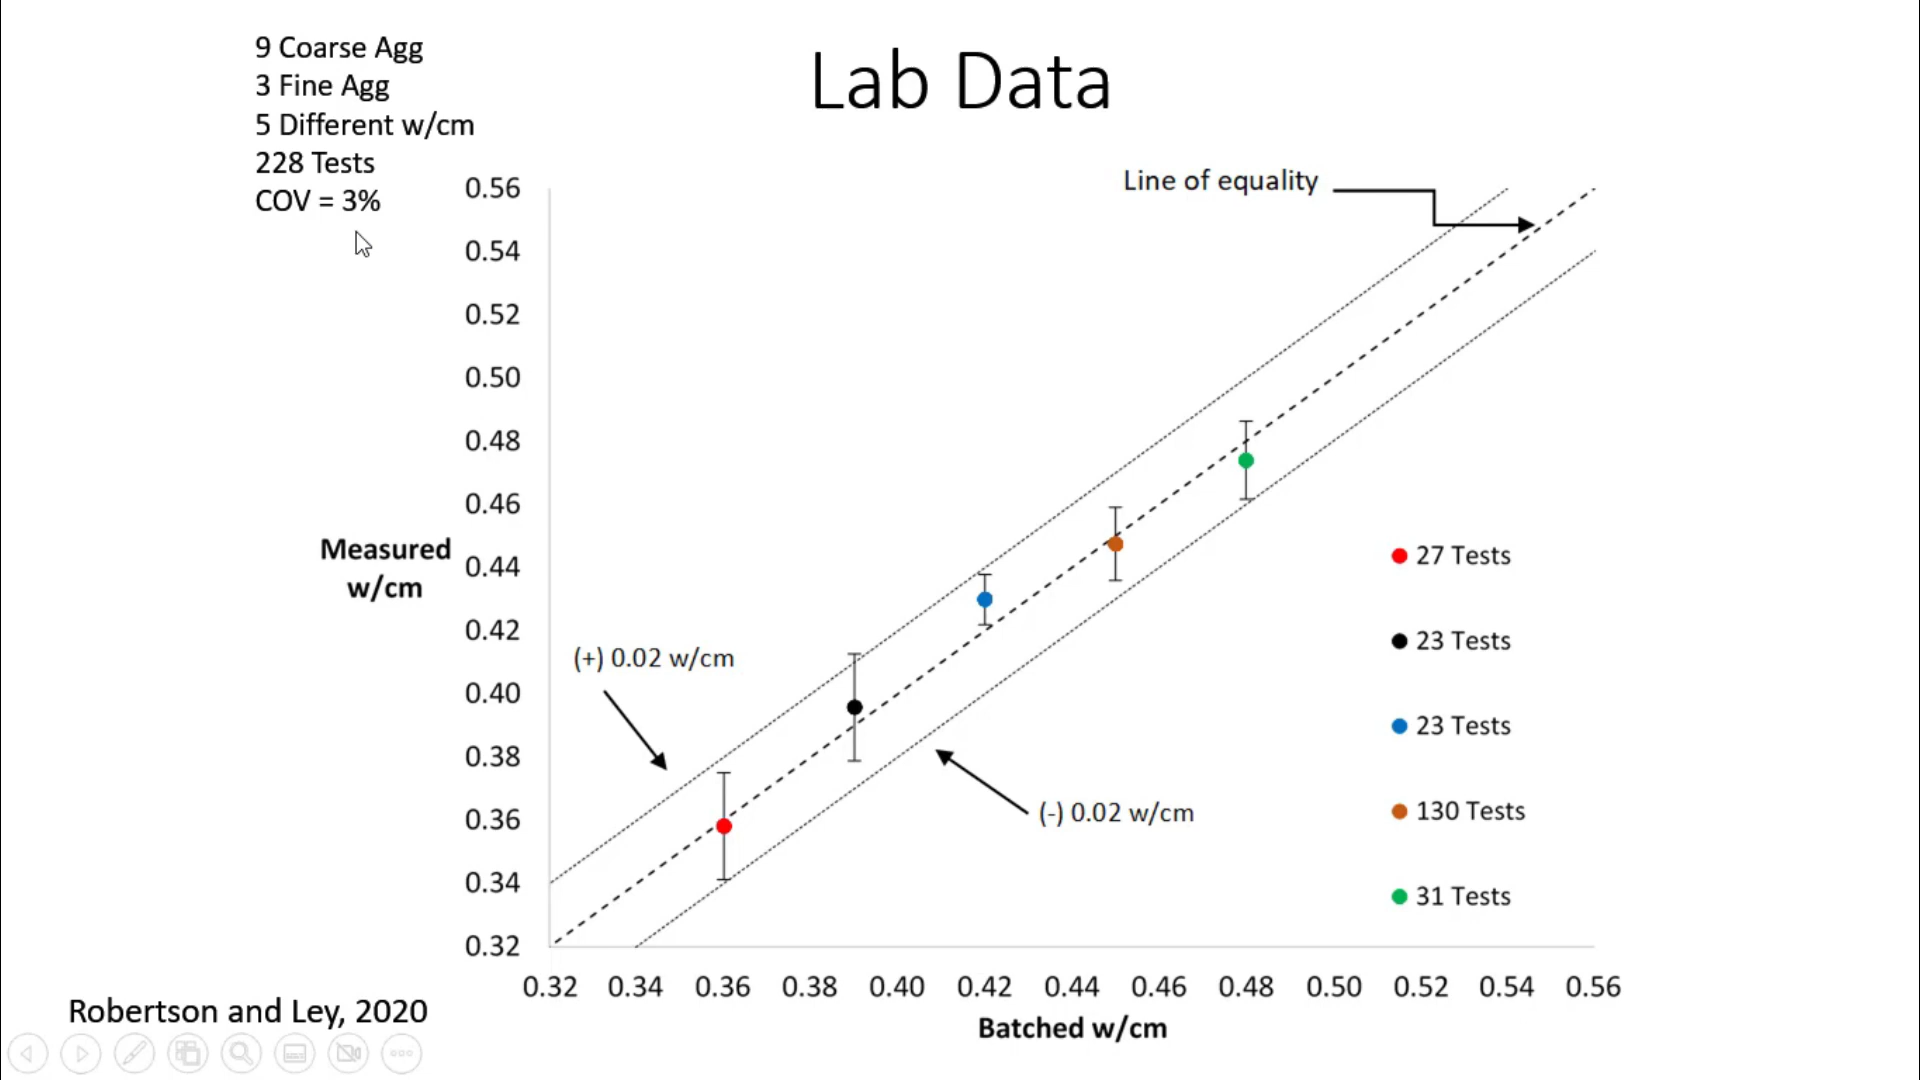 9 Coarse Agg
3 Fine Agg
5 Different w/cm
228 Tests
COV = 3%
Lab Data
Line of equality
0.56
0.54
0.52
0.50
0.48
0.46
0.44
0.42
0.40
0.38
0.36
0.34
0.32
Measured
w/cm
(+) 0.02 w/cm
(-) 0.02 w/cm
27 Tests
23 Tests
23 Tests
130 Tests
31 Tests
0.32 0.34 0.36 0.38 0.40 0.42 0.44 0.46 0.48 0.50 0.52 0.54 0.56
Batched w/cm
Robertson and Ley, 2020